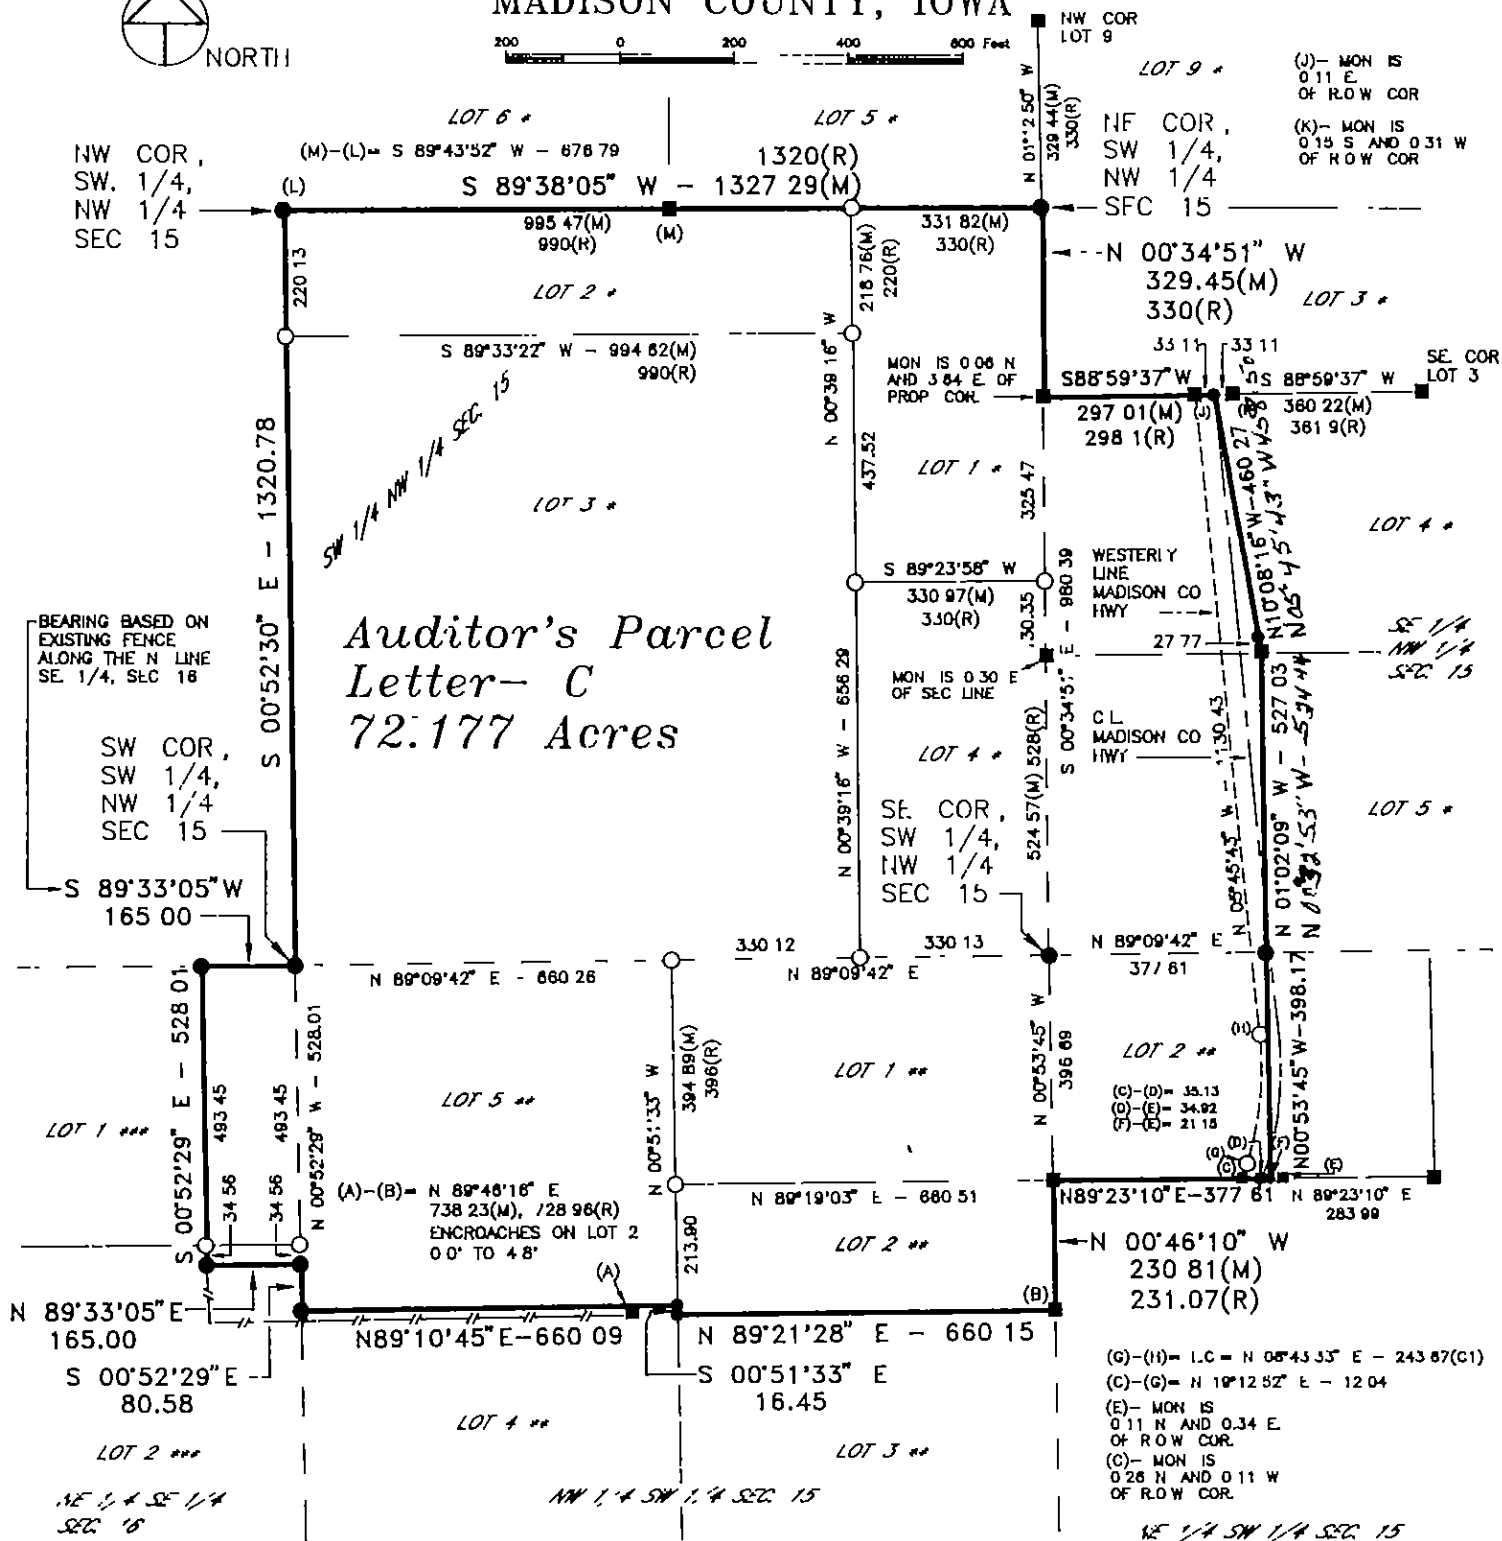 MADISON COUNTY, IOWA
NORTH
200 0 200 400 600 Feet
NW COR
LOT 9
LOT 9 *
(J)- MON IS
0 11 E
OF R.O W COR
(K)- MON IS
0 15 S AND 0 31 W
OF R O W COR
N 01°12 50" W
329 44(M)
330(R)
LOT 6 *
LOT 5 *
NW COR,
SW. 1/4,
NW 1/4
SEC 15
(M)-(L)= S 89°43'52" W - 676 79
(L)
1320(R)
S 89°38'05" W - 1327 29(M)
995 47(M)
990(R)
(M)
331 82(M)
330(R)
NE COR,
SW 1/4,
NW 1/4
SEC 15
N 00°34'51" W
329.45(M)
330(R)
LOT 3 *
220 13
LOT 2 *
218 76(M)
220(R)
S 89°33'22" W - 994 62(M)
990(R)
SW 1/4 NW 1/4 SEC. 15
N 00°39 16" W
437.52
MON IS 0 06 N
AND 3 64 E. OF
PROP COR.
33 11
33 11
S88°59'37" W
297 01(M)
298 1(R)
(J)
S 88°59'37" W
360 22(M)
361 9(R)
SE. COR
LOT 3
LOT 1 *
325 47
LOT 3 *
N10°08'16"W-460 27
N05°45'43" W
LOT 4 *
S 00°52'30" E - 1320.78
S 89°23'58" W
330 97(M)
330(R)
WESTERLY
LINE
MADISON CO
HWY
BEARING BASED ON
EXISTING FENCE
ALONG THE N LINE
SE. 1/4, SEC 16
Auditor's Parcel
Letter- C
72.177 Acres
130.35
S 00°34'51" E - 980 39
27 77
SE 1/4
NW 1/4
SEC. 15
MON IS 0 30 E
OF SEC LINE
N 00°39'16" W - 656 29
C L
MADISON CO
HWY
SW COR,
SW 1/4,
NW 1/4
SEC 15
LOT 4 *
524 57(M) 528(R)
SE COR,
SW 1/4,
NW 1/4
SEC 15
N 05°45'43" W - 1130 43
N 01°02'09" W - 527 03
LOT 5 *
S 89°33'05" W
165 00
330 12
330 13
N 89°09'42" E
377 61
N 89°09'42" E - 660 26
N 89°09'42" E
S 00°52'29" E - 528 01
N 00°52'29" W - 528.01
493 45
493 45
N 00°51'33" W
394 89(M)
396(R)
N 00°53'45" W
396 69
(H)
N00°53'45"W-398.17
LOT 1 ***
LOT 5 **
LOT 1 **
LOT 2 **
(C)-(D)= 35.13
(D)-(E)= 34.92
(F)-(E)= 21 15
(D)
(F)
(G)
(C)
(E)
34 56
34 56
(A)-(B)= N 89°46'16" E
738 23(M), 728 96(R)
ENCROACHES ON LOT 2
0 0' TO 4 8'
N 89°19'03" E - 660 51
N89°23'10"E-377 61
N 89°23'10" E
283 99
213.90
LOT 2 **
N 00°46'10" W
230 81(M)
231.07(R)
(A)
(B)
N 89°33'05" E
165.00
N89°10'45"E-660 09
N 89°21'28" E - 660 15
S 00°52'29" E
80.58
S 00°51'33" E
16.45
(G)-(H)= L.C = N 06°43 33" E - 243 67(C1)
(C)-(G)= N 19°12 52" E - 12 04
(E)- MON IS
0 11 N AND 0.34 E.
OF R O W COR.
(C)- MON IS
0 26 N AND 0 11 W
OF R.O W COR.
LOT 2 ***
LOT 4 **
LOT 3 **
NE 1/4 SE 1/4
SEC. 16
NW 1/4 SW 1/4 SEC. 15
NE 1/4 SW 1/4 SEC. 15